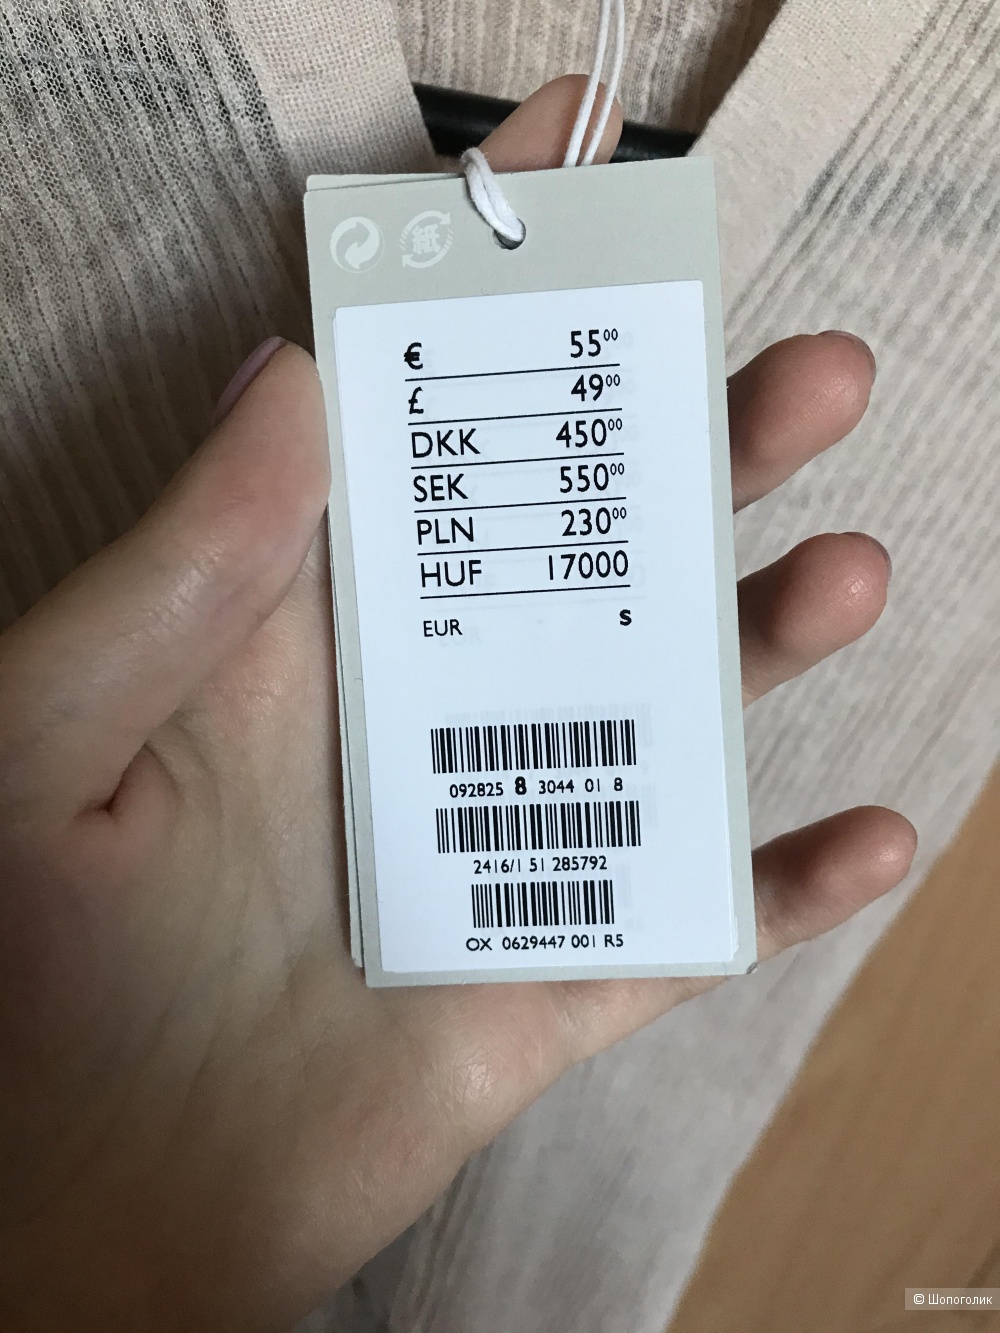 紙
€ 55⁰⁰
£ 49⁰⁰
DKK 450⁰⁰
SEK 550⁰⁰
PLN 230⁰⁰
HUF 17000
EUR S
092825 8 3044 01 8
2416/1 51 285792
OX 0629447 001 R5
© Шопоголик